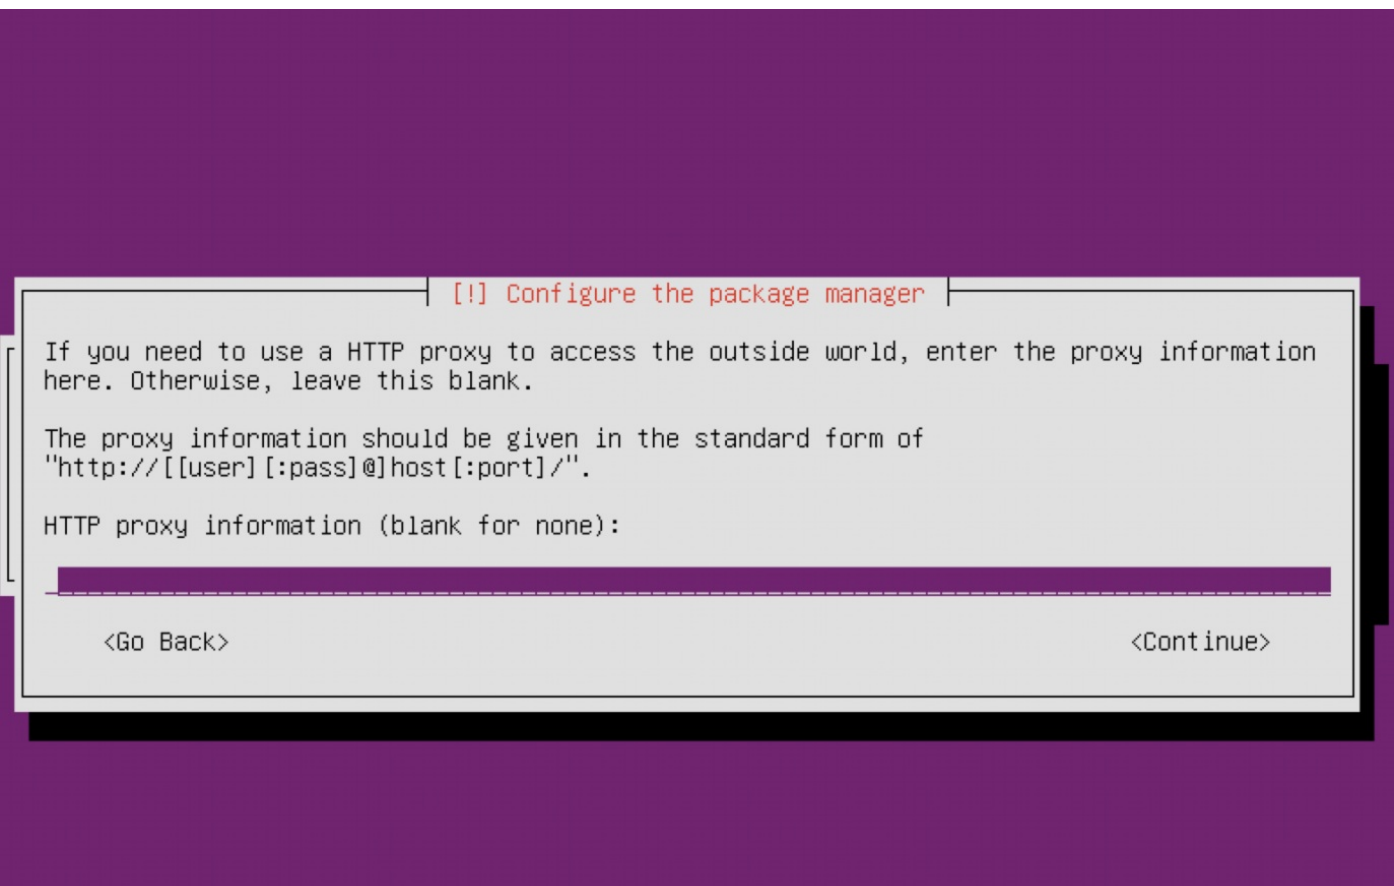 [!] Configure the package manager
If you need to use a HTTP proxy to access the outside world, enter the proxy information
here. Otherwise, leave this blank.
The proxy information should be given in the standard form of
"http://[[user][:pass]@]host[:port]/".
HTTP proxy information (blank for none):
<Go Back> <Continue>